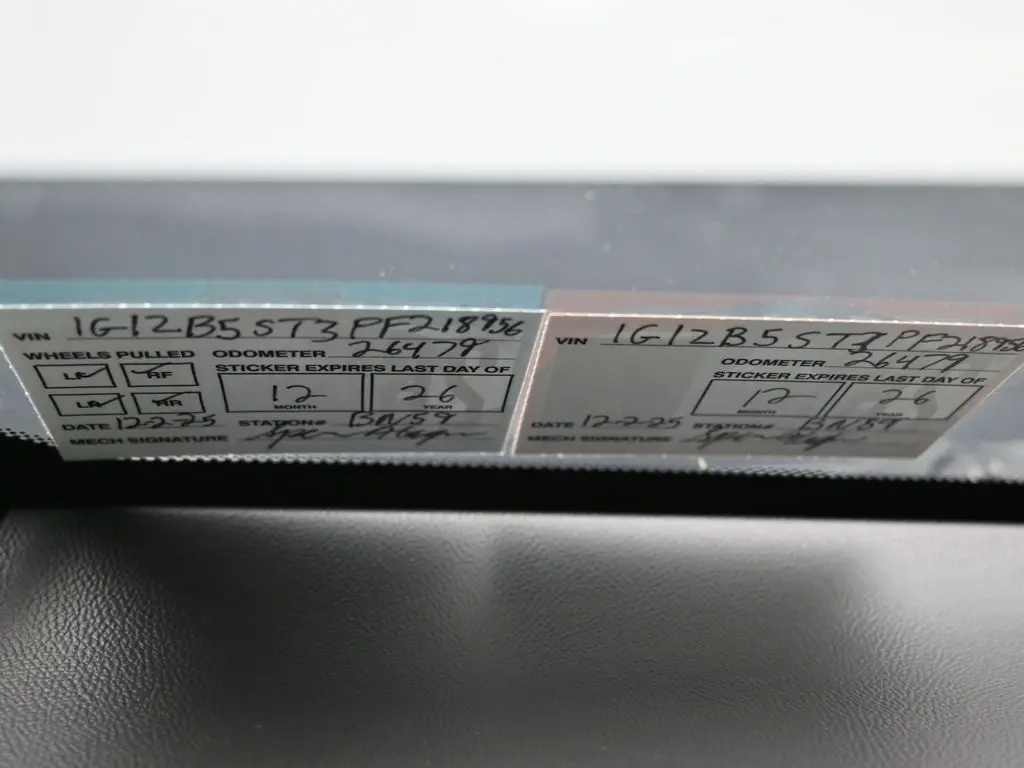 VIN 1G12B5ST3PF218956
WHEELS PULLED ODOMETER 26479
STICKER EXPIRES LAST DAY OF
LF RF
12 26
LR RR
MONTH YEAR
DATE 12-2-25 STATION# BN59
MECH SIGNATURE
VIN 1G12B5ST3PF218956
ODOMETER 26479
STICKER EXPIRES LAST DAY OF
12 26
MONTH YEAR
DATE 12-2-25 STATION# BN59
MECH SIGNATURE